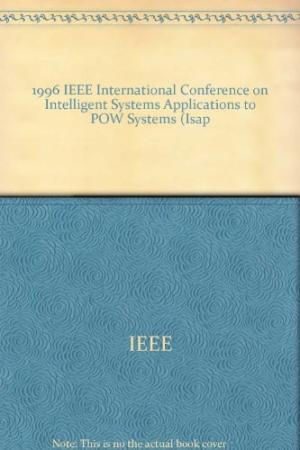 1996 IEEE International Conference on
Intelligent Systems Applications to
POW Systems (Isap
IEEE
Note: This is no the actual book cover